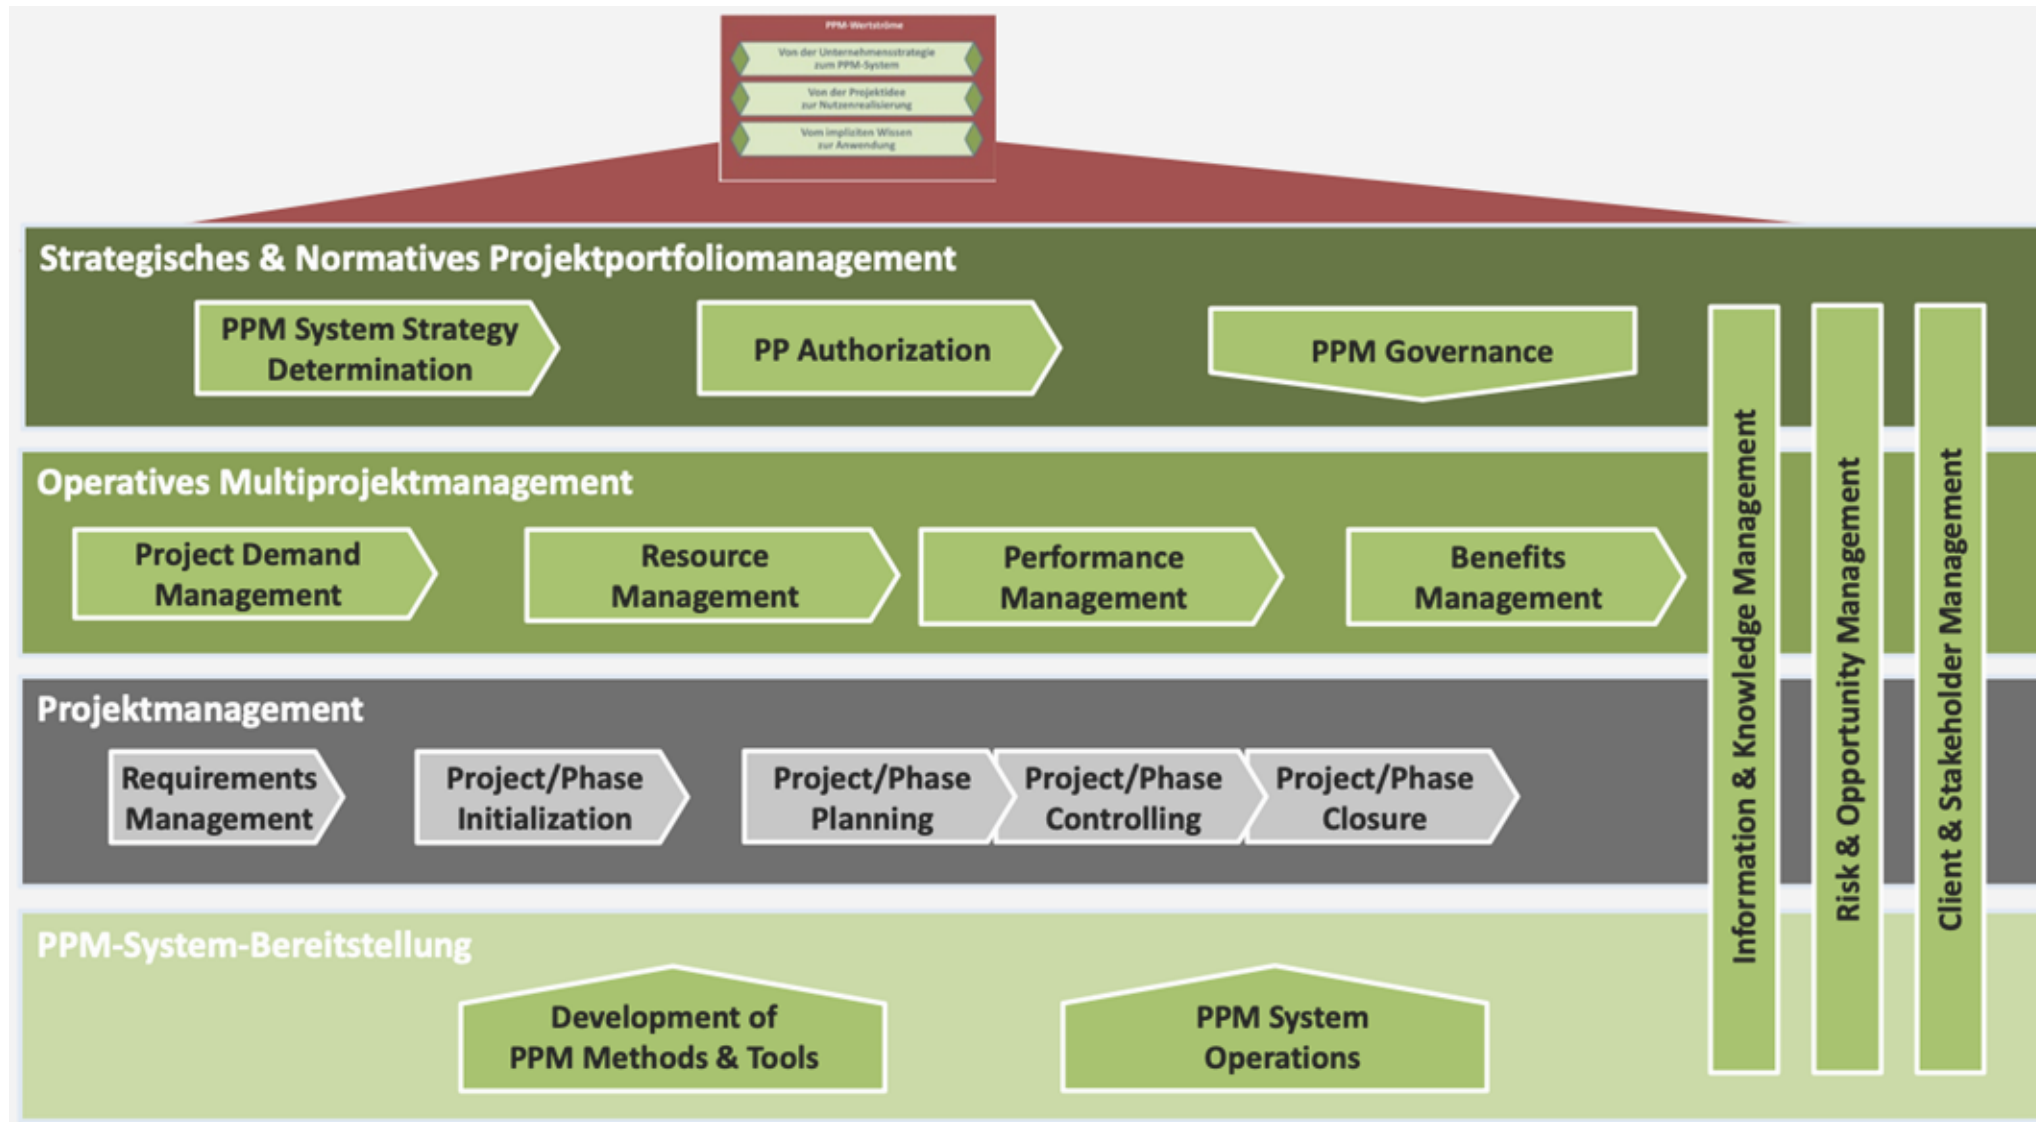 PPM-Wertströme
Von der Unternehmensstrategie
zum PPM-System
Von der Projektidee
zur Nutzenrealisierung
Vom impliziten Wissen
zur Anwendung
Strategisches & Normatives Projektportfoliomanagement
PPM System Strategy
Determination
PP Authorization
PPM Governance
Operatives Multiprojektmanagement
Project Demand
Management
Resource
Management
Performance
Management
Benefits
Management
Projektmanagement
Requirements
Management
Project/Phase
Initialization
Project/Phase
Planning
Project/Phase
Controlling
Project/Phase
Closure
PPM-System-Bereitstellung
Development of
PPM Methods & Tools
PPM System
Operations
Information & Knowledge Management
Risk & Opportunity Management
Client & Stakeholder Management